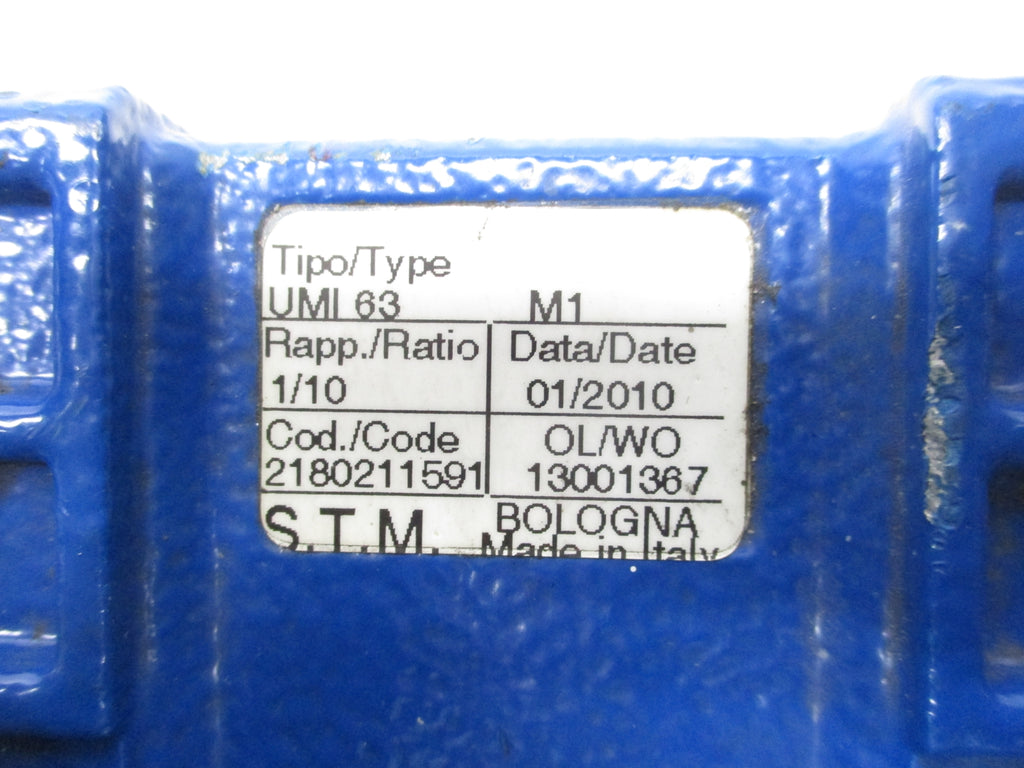 Tipo/Type
UMI 63 M1
Rapp./Ratio Data/Date
1/10 01/2010
Cod./Code OL/WO
2180211591 13001367
S.T.M. BOLOGNA
Made in Italy